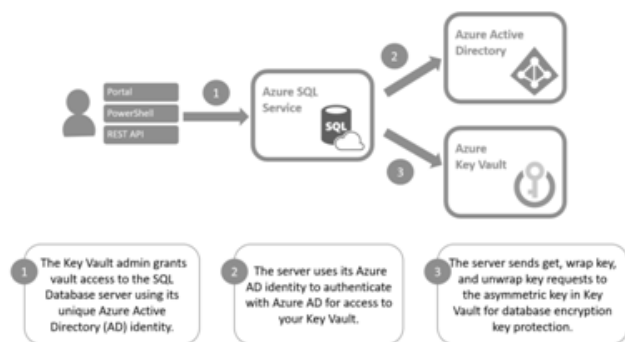 Portal
PowerShell
REST API
1
Azure SQL
Service
SQL
2
3
Azure Active
Directory
Azure
Key Vault
1
The Key Vault admin grants
vault access to the SQL
Database server using its
unique Azure Active
Directory (AD) identity.
2
The server uses its Azure
AD identity to authenticate
with Azure AD for access to
your Key Vault.
3
The server sends get, wrap key,
and unwrap key requests to
the asymmetric key in Key
Vault for database encryption
key protection.